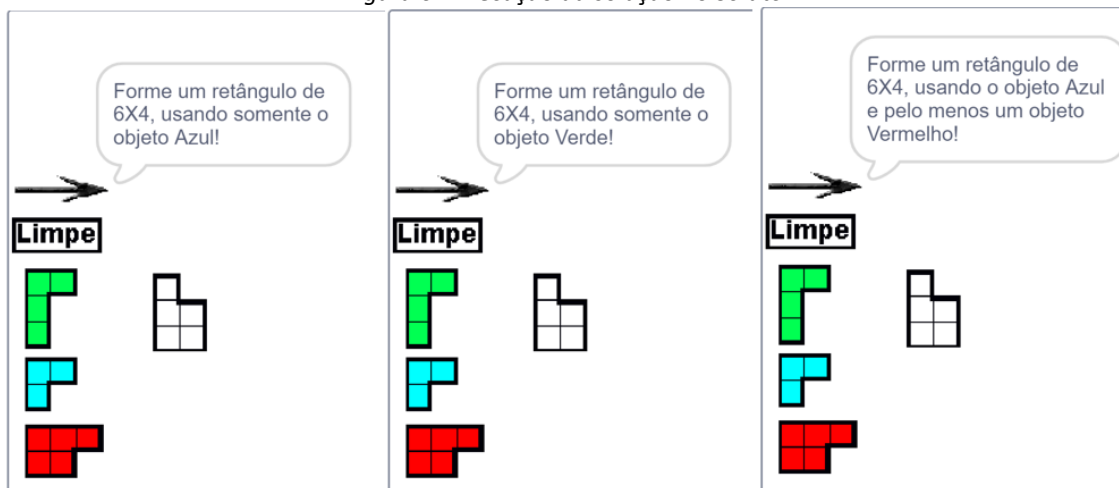 Forme um retângulo de
6X4, usando somente o
objeto Azul!
Limpe
Forme um retângulo de
6X4, usando somente o
objeto Verde!
Limpe
Forme um retângulo de
6X4, usando o objeto Azul
e pelo menos um objeto
Vermelho!
Limpe